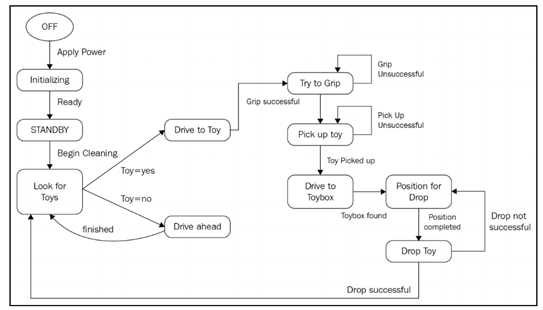 OFF
Apply Power
Initializing
Ready
STANDBY
Begin Cleaning
Look for
Toys
Toy=yes
Toy=no
finished
Drive to Toy
Drive ahead
Grip successful
Try to Grip
Grip
Unsuccessful
Pick up toy
Pick Up
Unsuccessful
Toy Picked up
Drive to
Toybox
Toybox found
Position for
Drop
Position
completed
Drop not
successful
Drop Toy
Drop successful